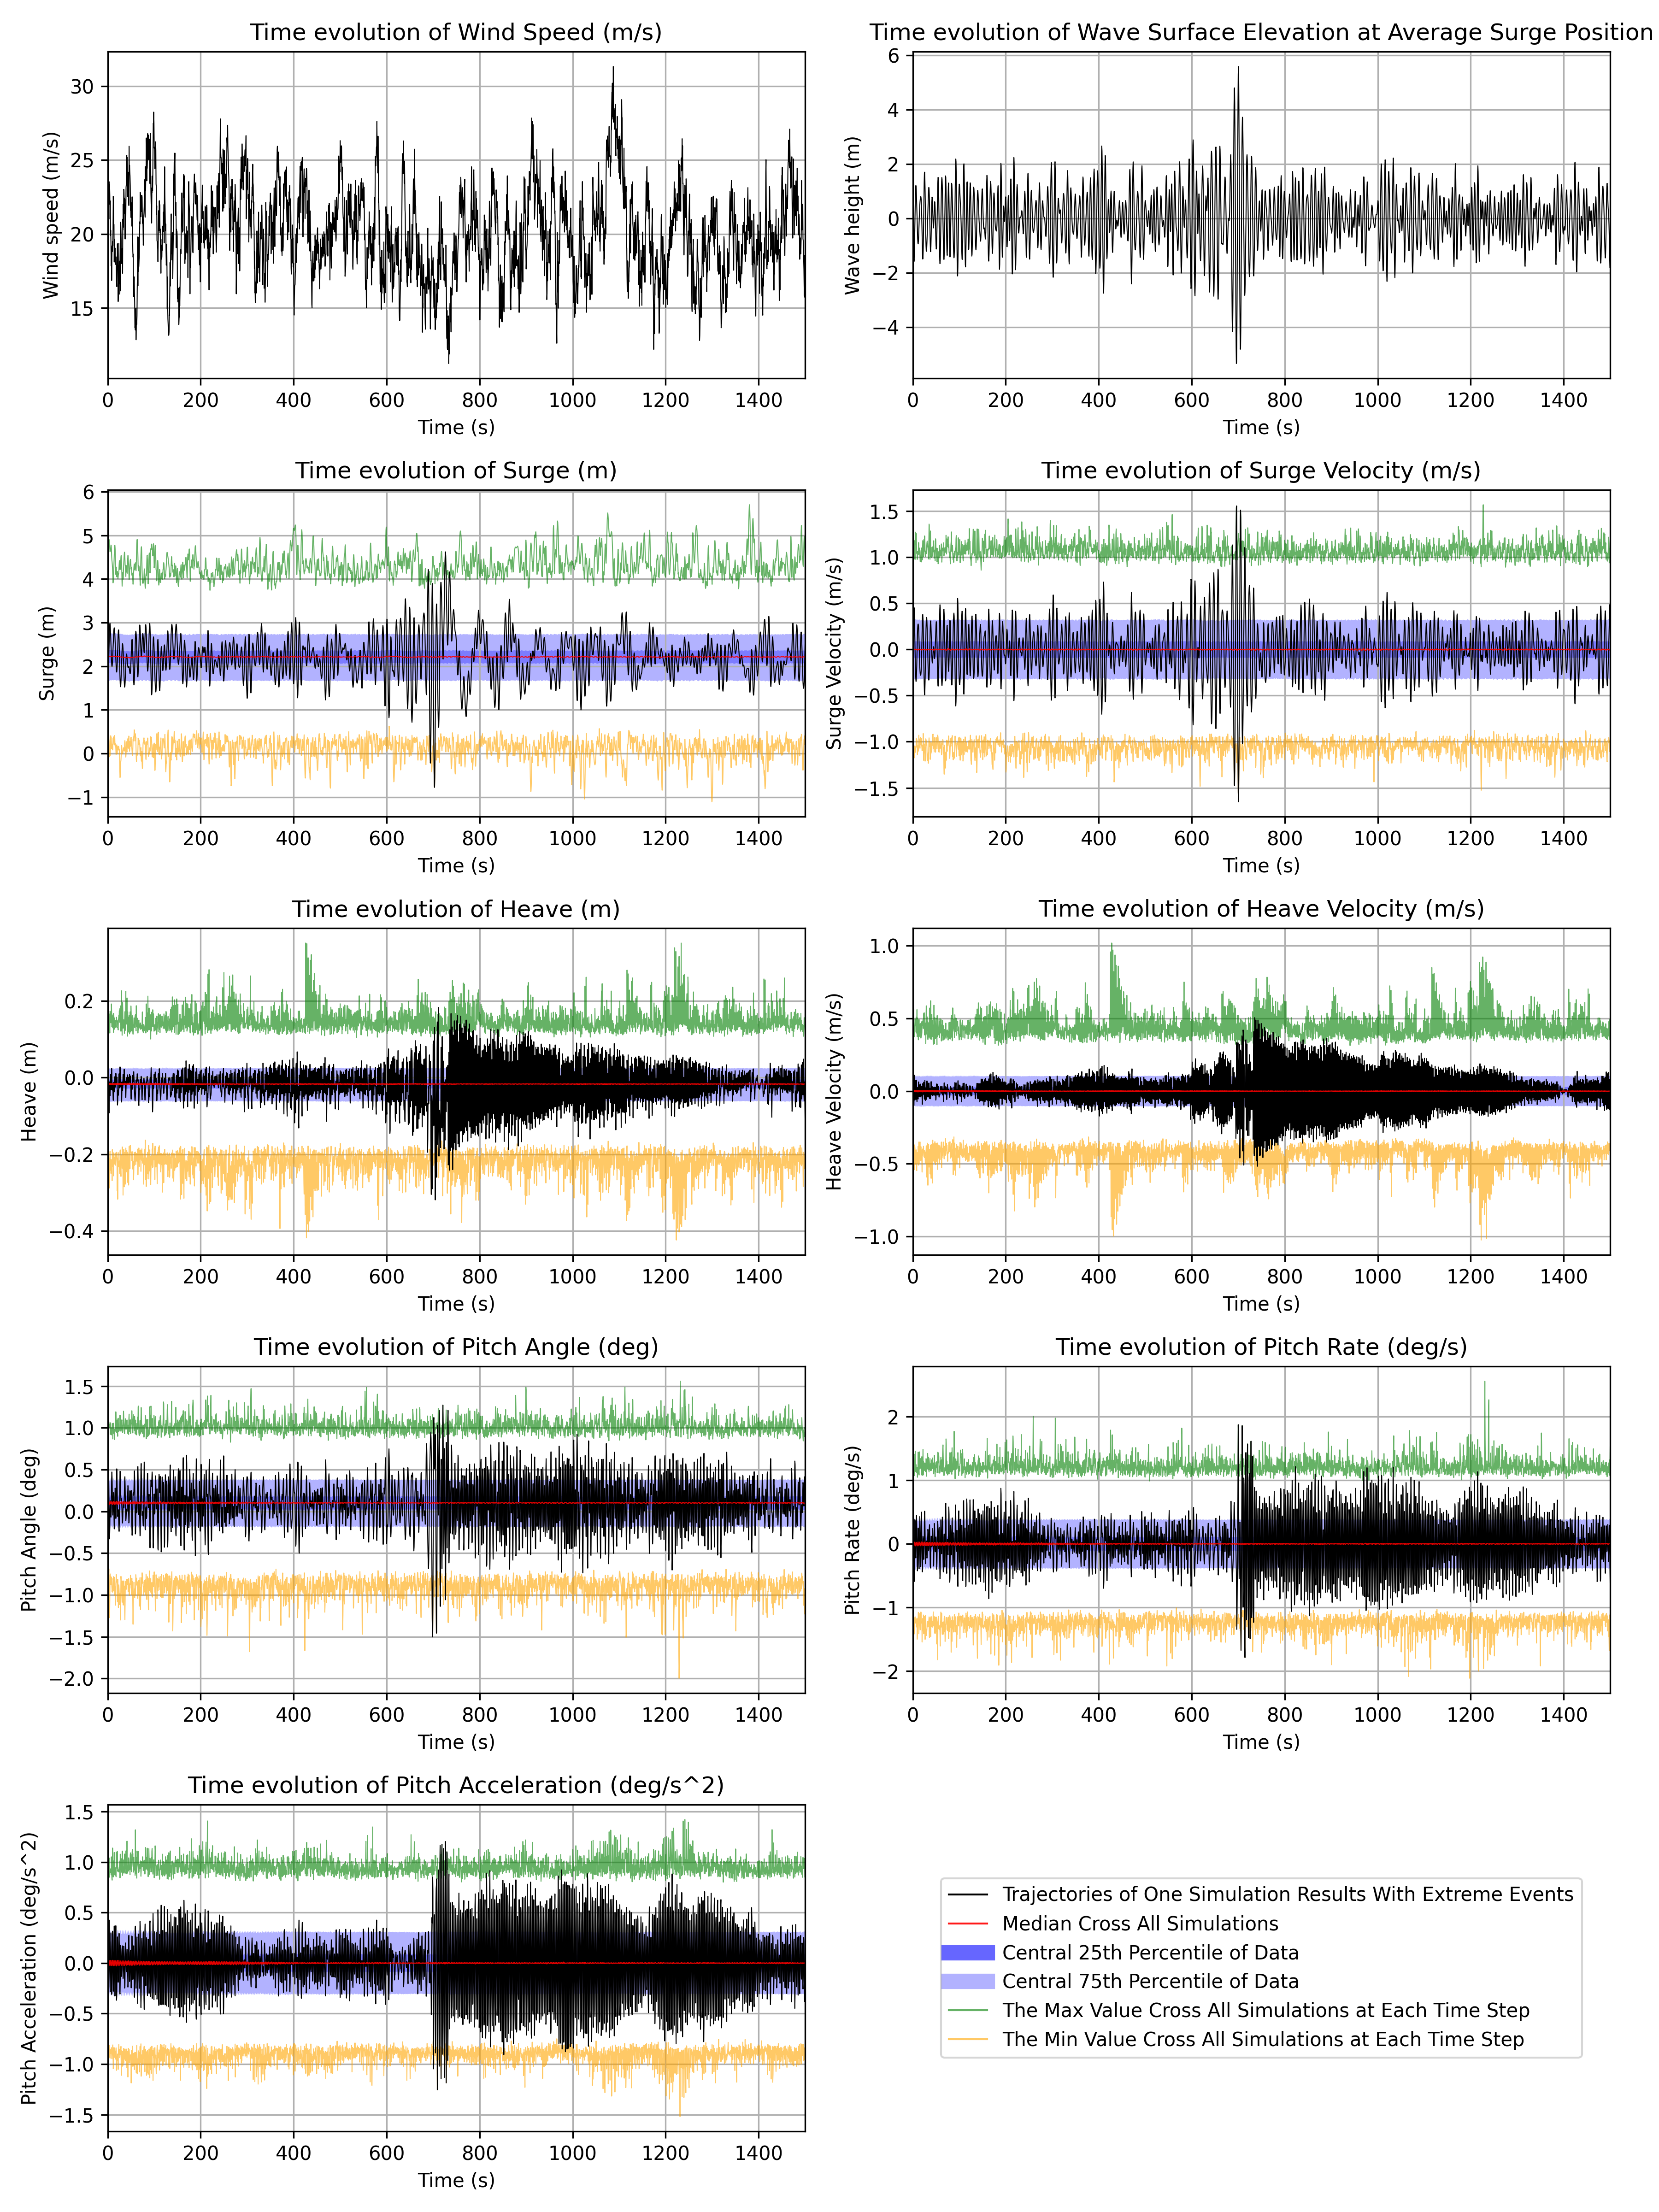 Time evolution of Wind Speed (m/s)
Wind speed (m/s)
30
25
20
15
0 200 400 600 800 1000 1200 1400
Time (s)
Time evolution of Wave Surface Elevation at Average Surge Position
Wave height (m)
6
4
2
0
−2
−4
0 200 400 600 800 1000 1200 1400
Time (s)
Time evolution of Surge (m)
Surge (m)
6
5
4
3
2
1
0
−1
0 200 400 600 800 1000 1200 1400
Time (s)
Time evolution of Surge Velocity (m/s)
Surge Velocity (m/s)
1.5
1.0
0.5
0.0
−0.5
−1.0
−1.5
0 200 400 600 800 1000 1200 1400
Time (s)
Time evolution of Heave (m)
Heave (m)
0.2
0.0
−0.2
−0.4
0 200 400 600 800 1000 1200 1400
Time (s)
Time evolution of Heave Velocity (m/s)
Heave Velocity (m/s)
1.0
0.5
0.0
−0.5
−1.0
0 200 400 600 800 1000 1200 1400
Time (s)
Time evolution of Pitch Angle (deg)
Pitch Angle (deg)
1.5
1.0
0.5
0.0
−0.5
−1.0
−1.5
−2.0
0 200 400 600 800 1000 1200 1400
Time (s)
Time evolution of Pitch Rate (deg/s)
Pitch Rate (deg/s)
2
1
0
−1
−2
0 200 400 600 800 1000 1200 1400
Time (s)
Time evolution of Pitch Acceleration (deg/s^2)
Pitch Acceleration (deg/s^2)
1.5
1.0
0.5
0.0
−0.5
−1.0
−1.5
0 200 400 600 800 1000 1200 1400
Time (s)
Trajectories of One Simulation Results With Extreme Events
Median Cross All Simulations
Central 25th Percentile of Data
Central 75th Percentile of Data
The Max Value Cross All Simulations at Each Time Step
The Min Value Cross All Simulations at Each Time Step